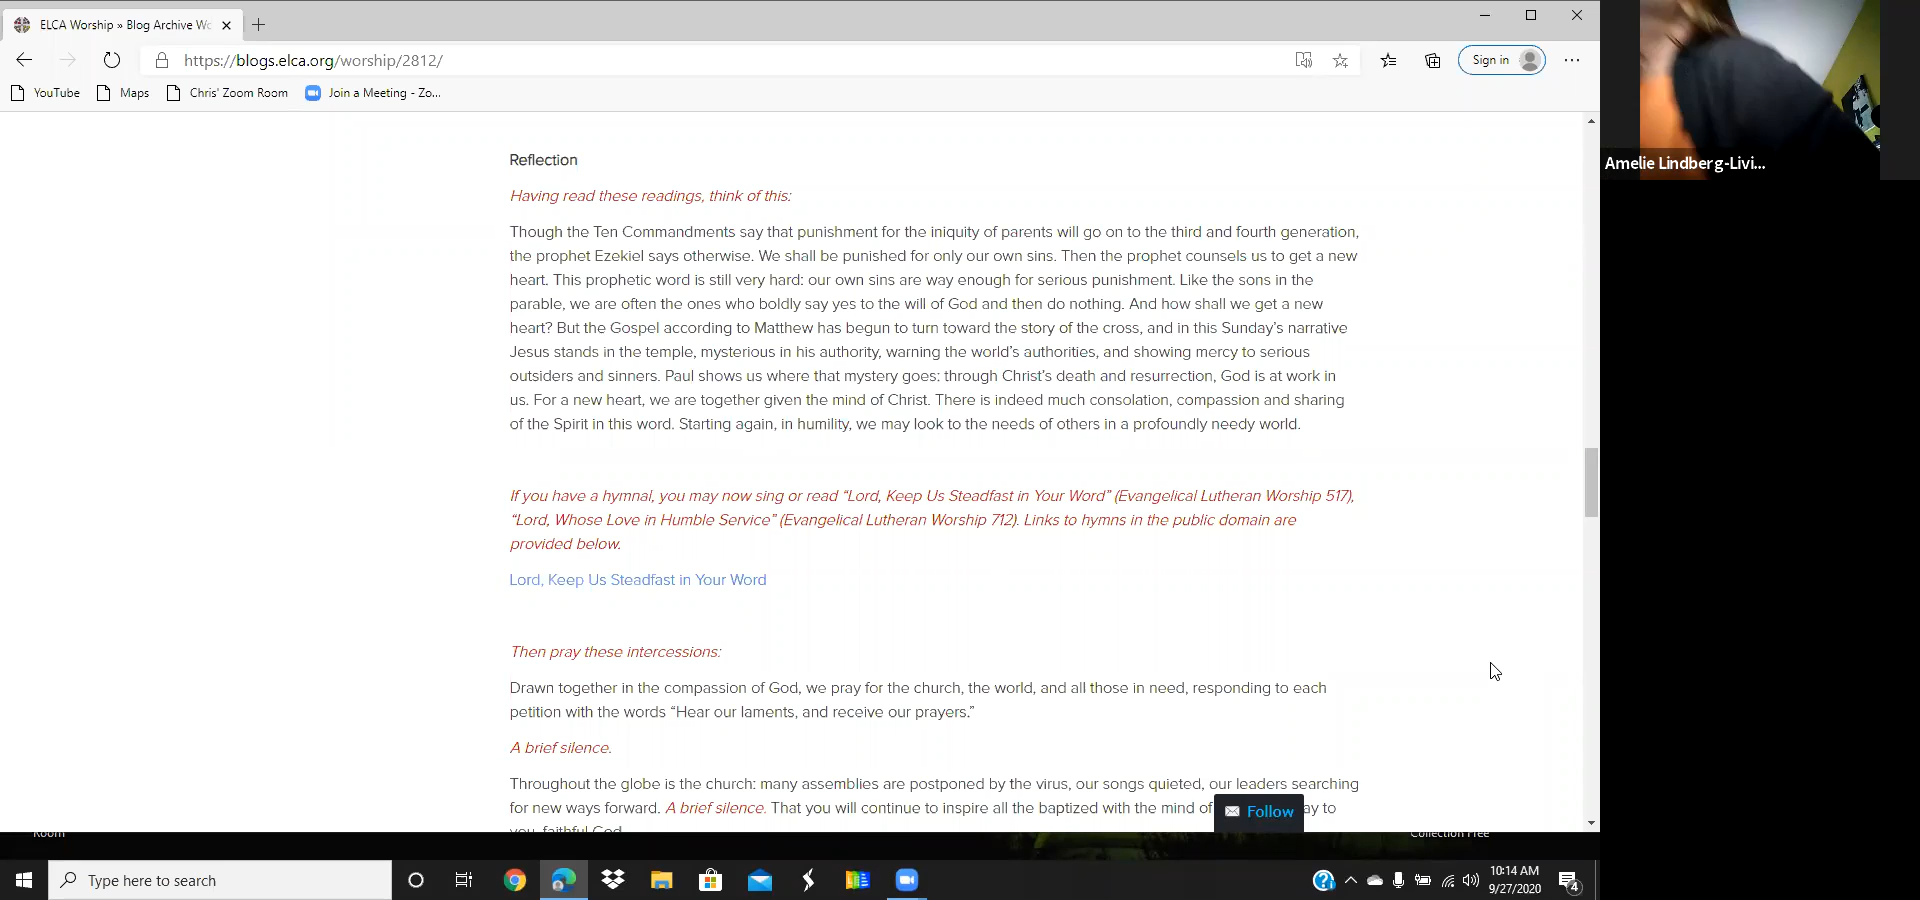 ELCA Worship » Blog Archive Wo
https://blogs.elca.org/worship/2812/
Sign in
YouTube
Maps
Chris' Zoom Room
Join a Meeting - Zo...
Amelie Lindberg-Livi...
Reflection
Having read these readings, think of this:
Though the Ten Commandments say that punishment for the iniquity of parents will go on to the third and fourth generation,
the prophet Ezekiel says otherwise. We shall be punished for only our own sins. Then the prophet counsels us to get a new
heart. This prophetic word is still very hard: our own sins are way enough for serious punishment. Like the sons in the
parable, we are often the ones who boldly say yes to the will of God and then do nothing. And how shall we get a new
heart? But the Gospel according to Matthew has begun to turn toward the story of the cross, and in this Sunday’s narrative
Jesus stands in the temple, mysterious in his authority, warning the world’s authorities, and showing mercy to serious
outsiders and sinners. Paul shows us where that mystery goes: through Christ’s death and resurrection, God is at work in
us. For a new heart, we are together given the mind of Christ. There is indeed much consolation, compassion and sharing
of the Spirit in this word. Starting again, in humility, we may look to the needs of others in a profoundly needy world.
If you have a hymnal, you may now sing or read “Lord, Keep Us Steadfast in Your Word” (Evangelical Lutheran Worship 517),
“Lord, Whose Love in Humble Service” (Evangelical Lutheran Worship 712). Links to hymns in the public domain are
provided below.
Lord, Keep Us Steadfast in Your Word
Then pray these intercessions:
Drawn together in the compassion of God, we pray for the church, the world, and all those in need, responding to each
petition with the words “Hear our laments, and receive our prayers.”
A brief silence.
Throughout the globe is the church: many assemblies are postponed by the virus, our songs quieted, our leaders searching
for new ways forward. A brief silence. That you will continue to inspire all the baptized with the mind of ay to
you, faithful God.
Follow
Room
Collection Free
Type here to search
10:14 AM
9/27/2020
4